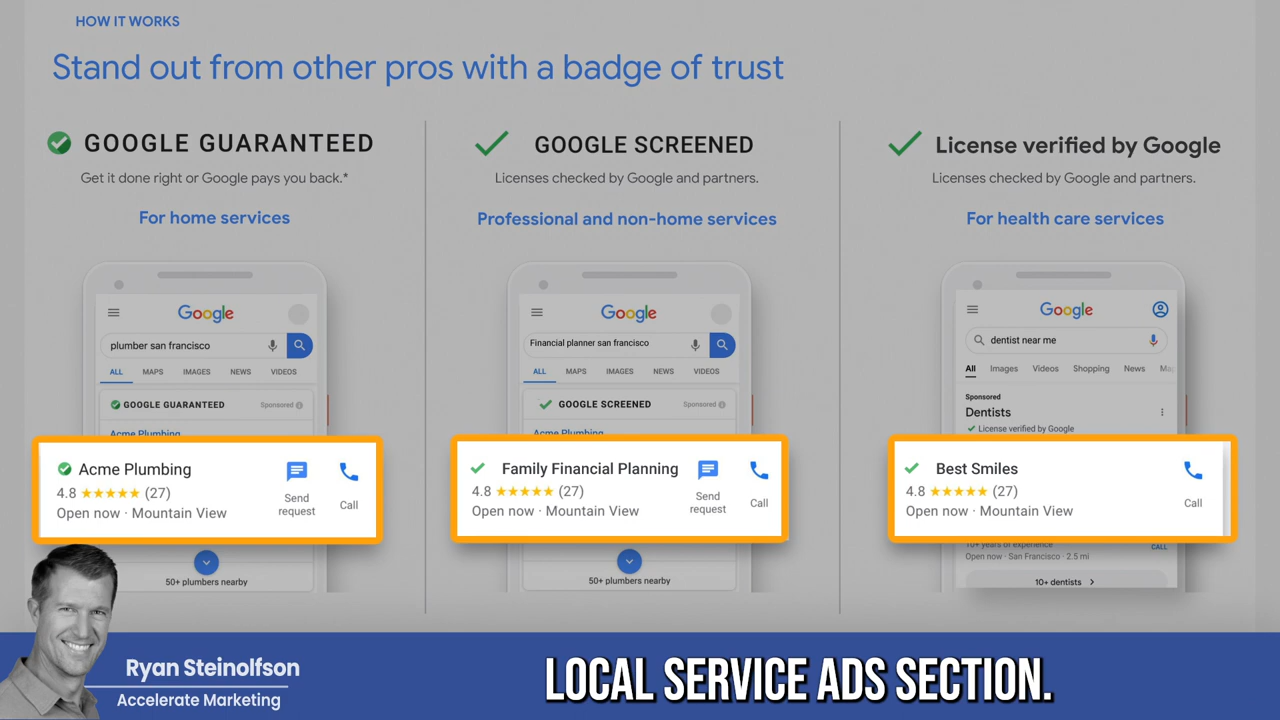 HOW IT WORKS
Stand out from other pros with a badge of trust
GOOGLE GUARANTEED
Get it done right or Google pays you back.*
For home services
Google
plumber san francisco
ALL MAPS IMAGES NEWS VIDEOS
GOOGLE GUARANTEED Sponsored
Acme Plumbing
Acme Plumbing
4.8 ★★★★★ (27)
Open now · Mountain View
Send
request
Call
50+ plumbers nearby
GOOGLE SCREENED
Licenses checked by Google and partners.
Professional and non-home services
Google
Financial planner san francisco
ALL MAPS IMAGES NEWS VIDEOS
GOOGLE SCREENED Sponsored
Acme Plumbing
Family Financial Planning
4.8 ★★★★★ (27)
Open now · Mountain View
Send
request
Call
50+ plumbers nearby
License verified by Google
Licenses checked by Google and partners.
For health care services
Google
dentist near me
All Images Videos Shopping News
Sponsored
Dentists
License verified by Google
Best Smiles
4.8 ★★★★★ (27)
Open now · Mountain View
Call
10+ years of experience
Open now · San Francisco · 2.5 mi
CALL
10+ dentists
Ryan Steinolfson
Accelerate Marketing
LOCAL SERVICE ADS SECTION.